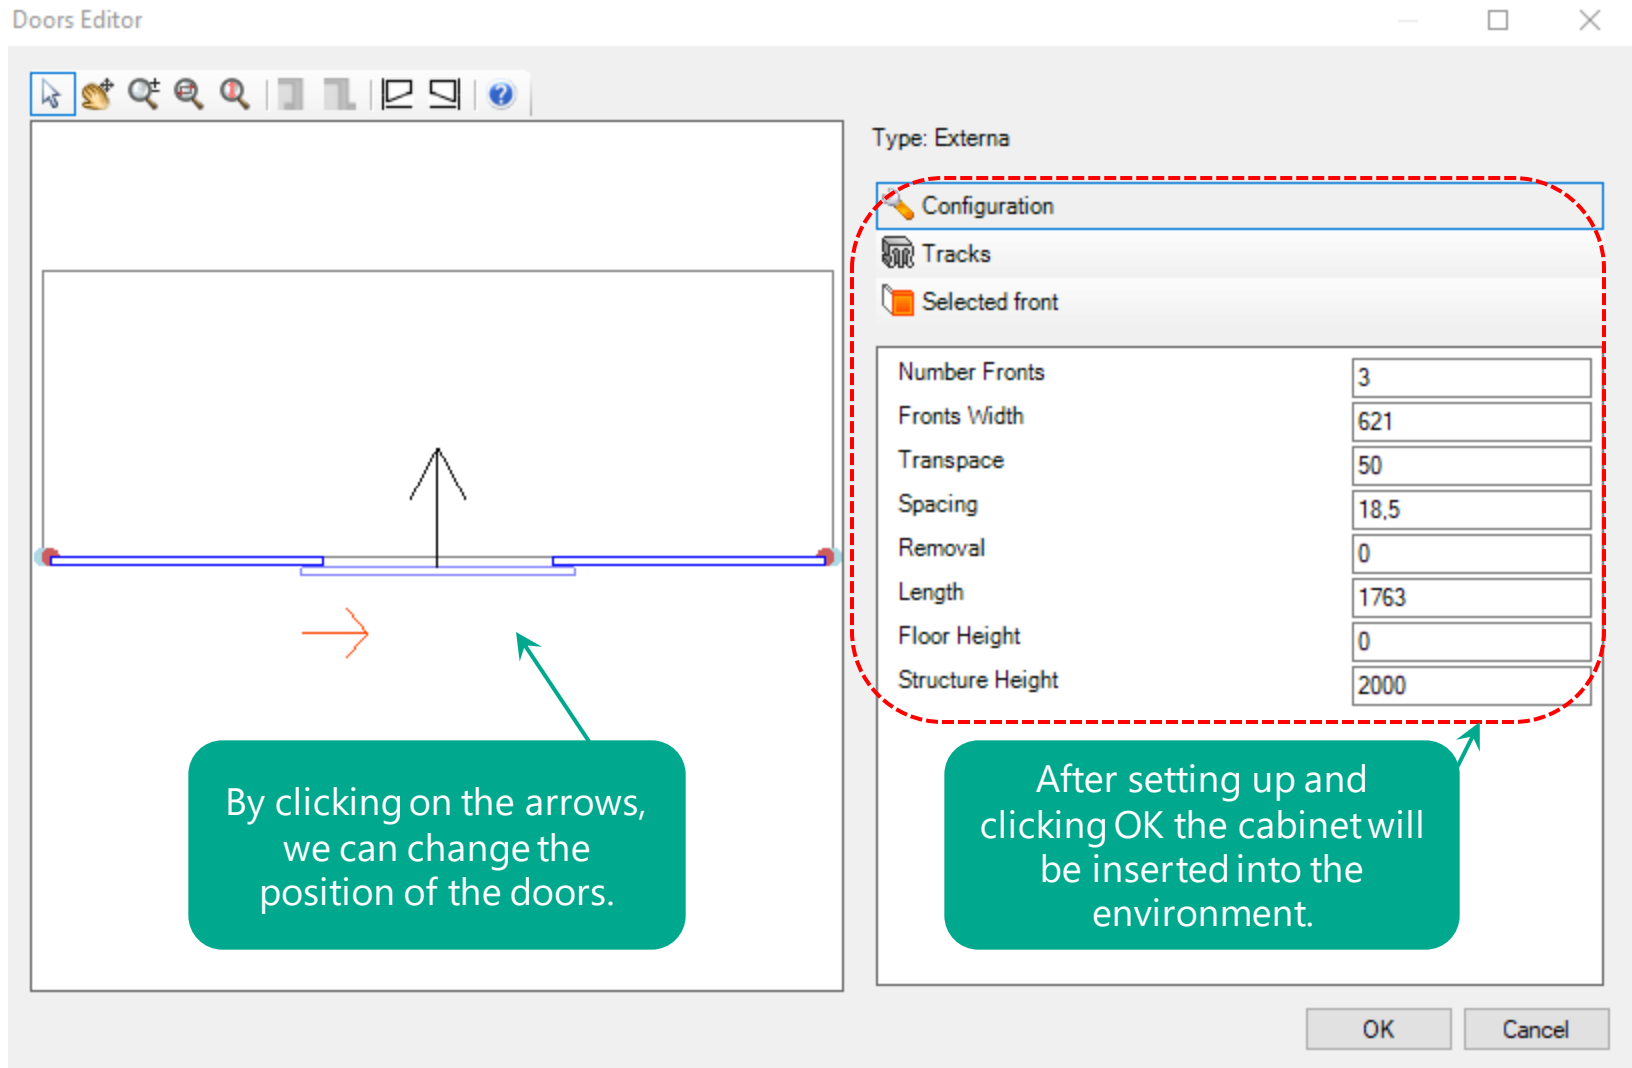 Doors Editor
Type: Externa
Configuration
Tracks
Selected front
Number Fronts 3
Fronts Width 621
Transpace 50
Spacing 18,5
Removal 0
Length 1763
Floor Height 0
Structure Height 2000
By clicking on the arrows,
we can change the
position of the doors.
After setting up and
clicking OK the cabinet will
be inserted into the
environment.
OK
Cancel